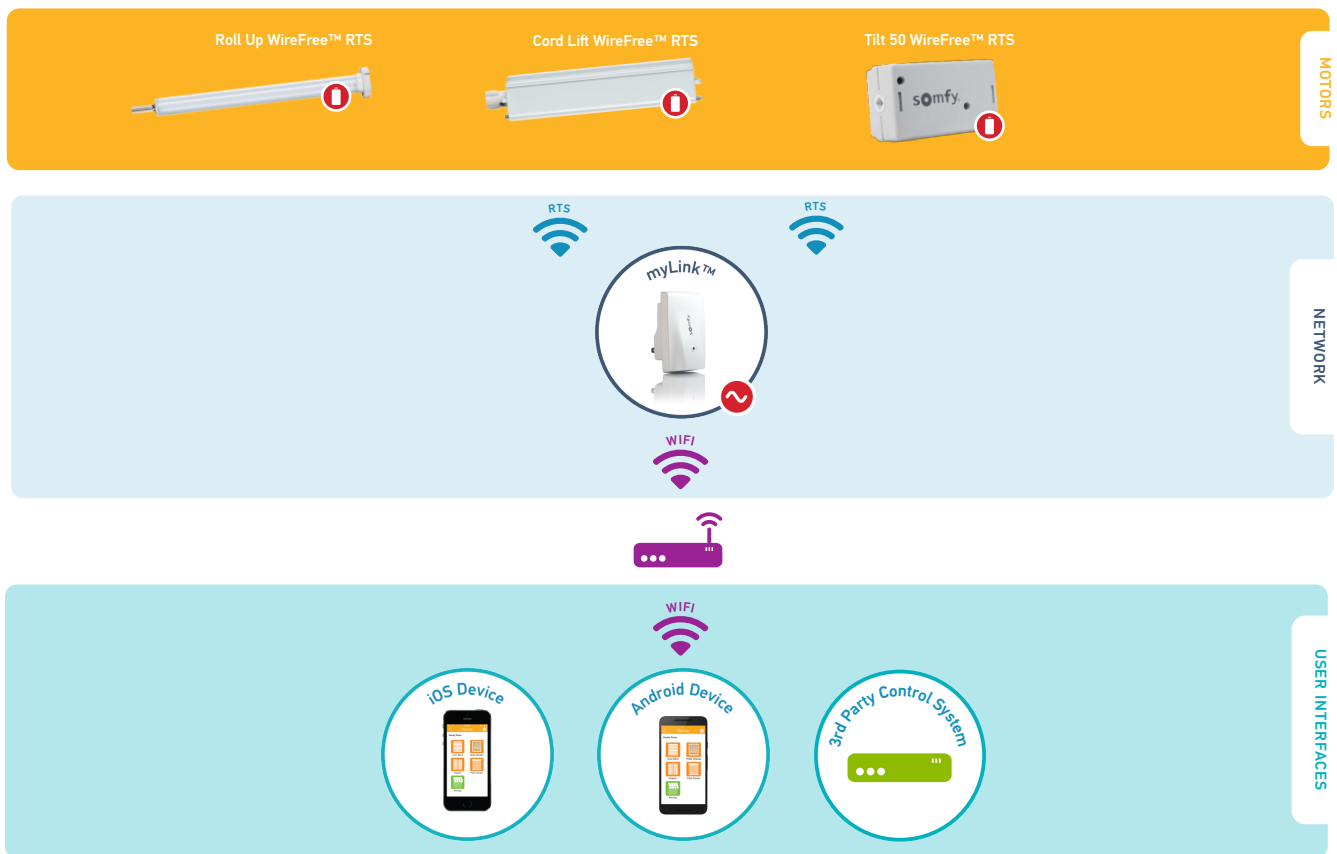 Roll Up WireFree™ RTS
Cord Lift WireFree™ RTS
Tilt 50 WireFree™ RTS
somfy.
MOTORS
RTS
RTS
myLink™
somfy.
NETWORK
WIFI
WIFI
iOS Device
Android Device
3rd Party Control System
USER INTERFACES